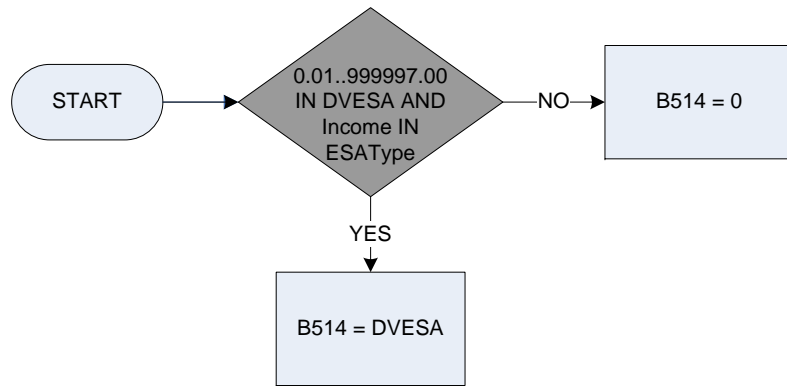 START
0.01..999997.00
IN DVESA AND
Income IN
ESAType
NO
B514 = 0
YES
B514 = DVESA